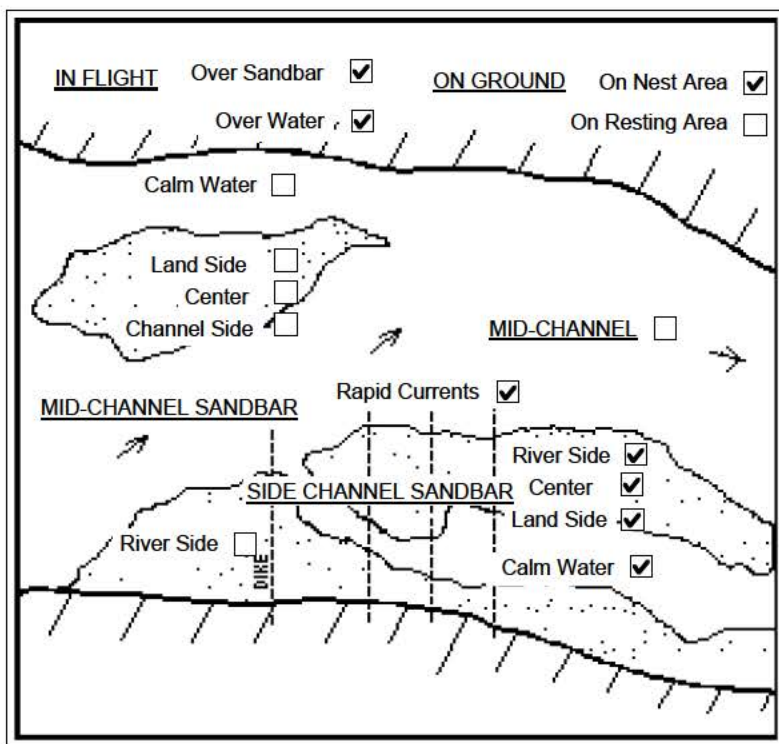 IN FLIGHT Over Sandbar ON GROUND On Nest Area
Over Water On Resting Area
Calm Water
Land Side
Center
Channel Side
MID-CHANNEL
Rapid Currents
MID-CHANNEL SANDBAR
River Side
SIDE CHANNEL SANDBAR Center
Land Side
River Side
DIKE
Calm Water